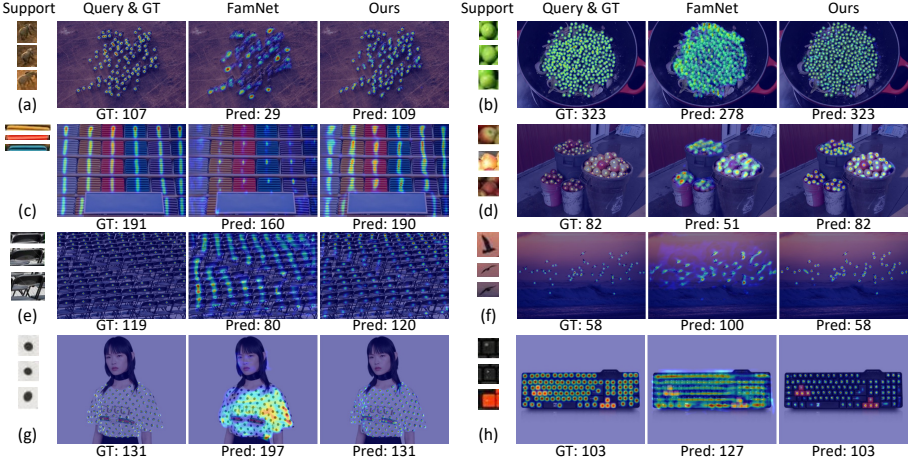 Support Query & GT FamNet Ours Support Query & GT FamNet Ours
(a) (b)
GT: 107 Pred: 29 Pred: 109 GT: 323 Pred: 278 Pred: 323
(c) (d)
GT: 191 Pred: 160 Pred: 190 GT: 82 Pred: 51 Pred: 82
(e) (f)
GT: 119 Pred: 80 Pred: 120 GT: 58 Pred: 100 Pred: 58
(g) (h)
GT: 131 Pred: 197 Pred: 131 GT: 103 Pred: 127 Pred: 103